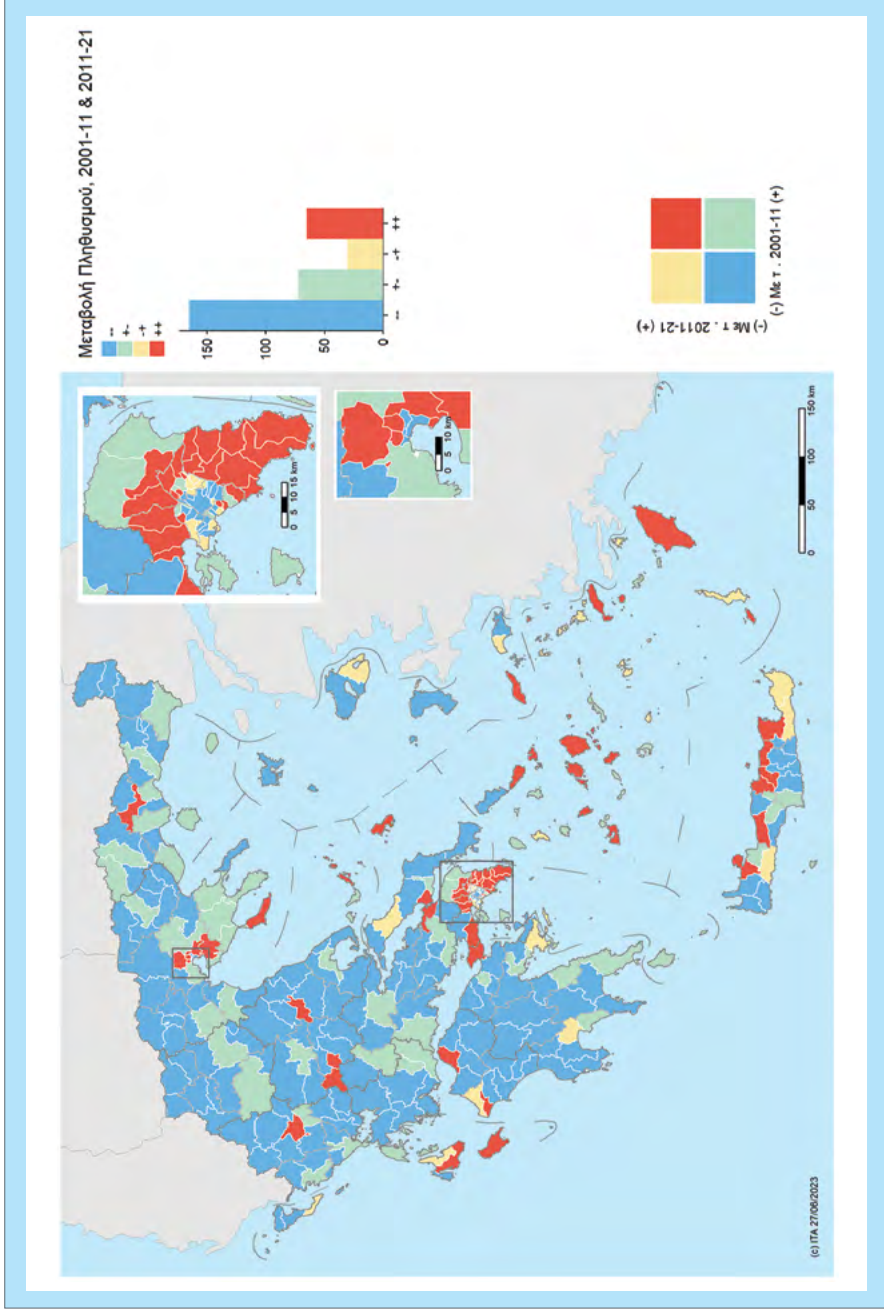 Μεταβολή Πληθυσμού, 2001-11 & 2011-21
--
+-
-+
++
150
100
50
0
--
+-
-+
++
(-) Μετ . 2011-21 (+)
(-) Μετ . 2001-11 (+)
0 5 10 15 km
0 5 10 km
0 50 100 150 km
(c) ITA 27/06/2023